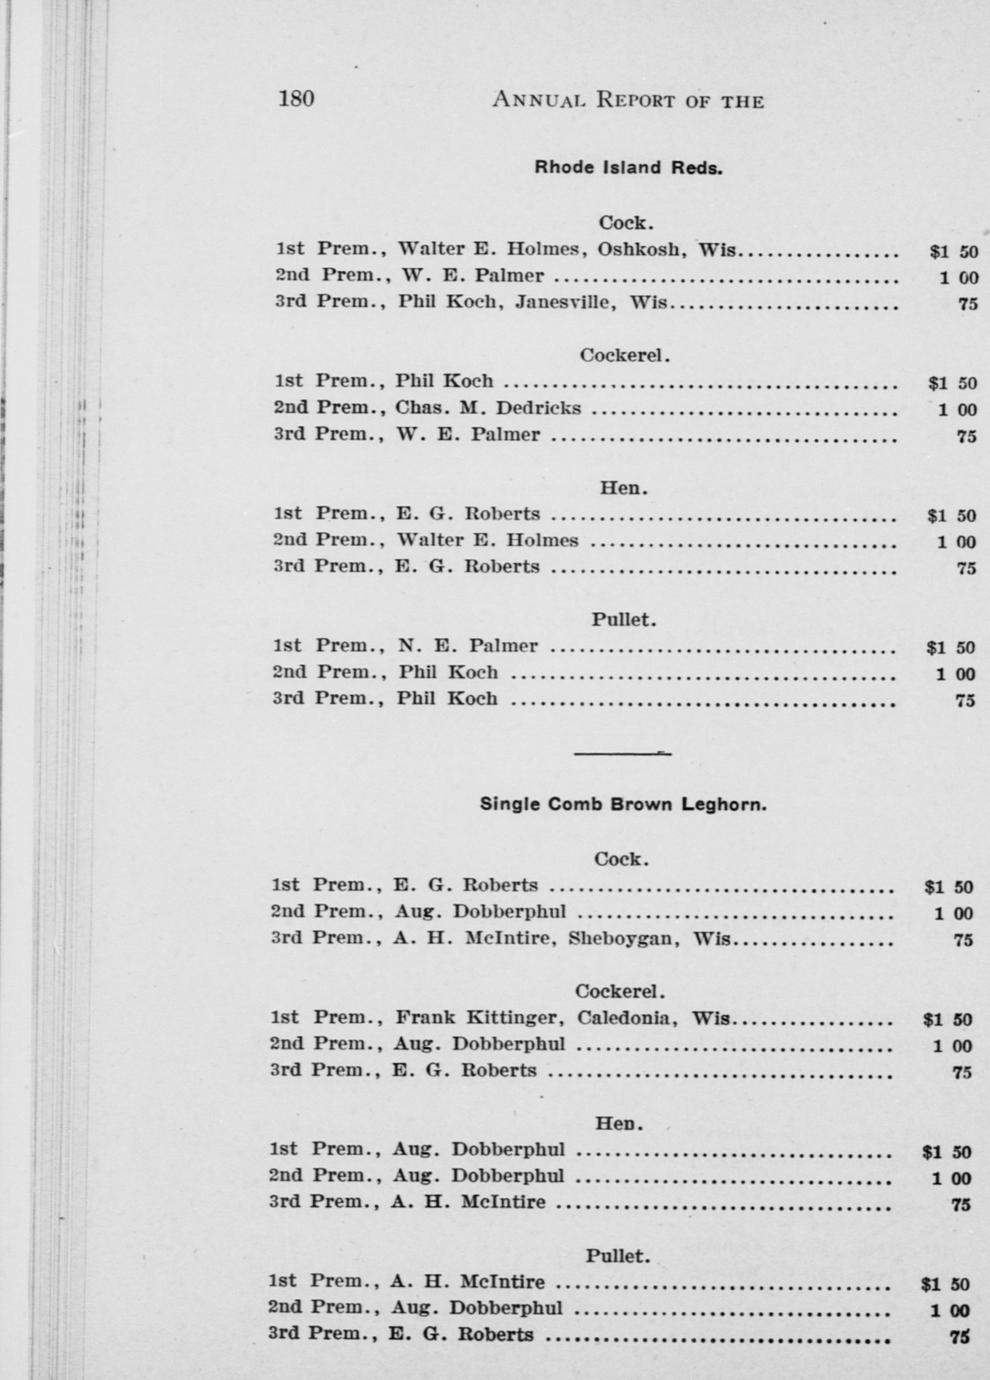 180 ANNUAL REPORT OF THE
Rhode Island Reds.
Cock.
1st Prem., Walter E. Holmes, Oshkosh, Wis.................. $1 50
2nd Prem., W. E. Palmer .................................... 1 00
3rd Prem., Phil Koch, Janesville, Wis........................ 75
Cockerel.
1st Prem., Phil Koch ......................................... $1 50
2nd Prem., Chas. M. Dedricks ................................ 1 00
3rd Prem., W. E. Palmer .................................... 75
Hen.
1st Prem., E. G. Roberts .................................... $1 50
2nd Prem., Walter E. Holmes ................................ 1 00
3rd Prem., E. G. Roberts .................................... 75
Pullet.
1st Prem., N. E. Palmer .................................... $1 50
2nd Prem., Phil Koch ........................................ 1 00
3rd Prem., Phil Koch ........................................ 75
Single Comb Brown Leghorn.
Cock.
1st Prem., E. G. Roberts .................................... $1 50
2nd Prem., Aug. Dobberphul ................................. 1 00
3rd Prem., A. H. McIntire, Sheboygan, Wis................. 75
Cockerel.
1st Prem., Frank Kittinger, Caledonia, Wis................. $1 50
2nd Prem., Aug. Dobberphul ................................. 1 00
3rd Prem., E. G. Roberts .................................... 75
Hen.
1st Prem., Aug. Dobberphul ................................. $1 50
2nd Prem., Aug. Dobberphul ................................. 1 00
3rd Prem., A. H. McIntire ................................... 75
Pullet.
1st Prem., A. H. McIntire ................................... $1 50
2nd Prem., Aug. Dobberphul ................................. 1 00
3rd Prem., E. G. Roberts .................................... 75